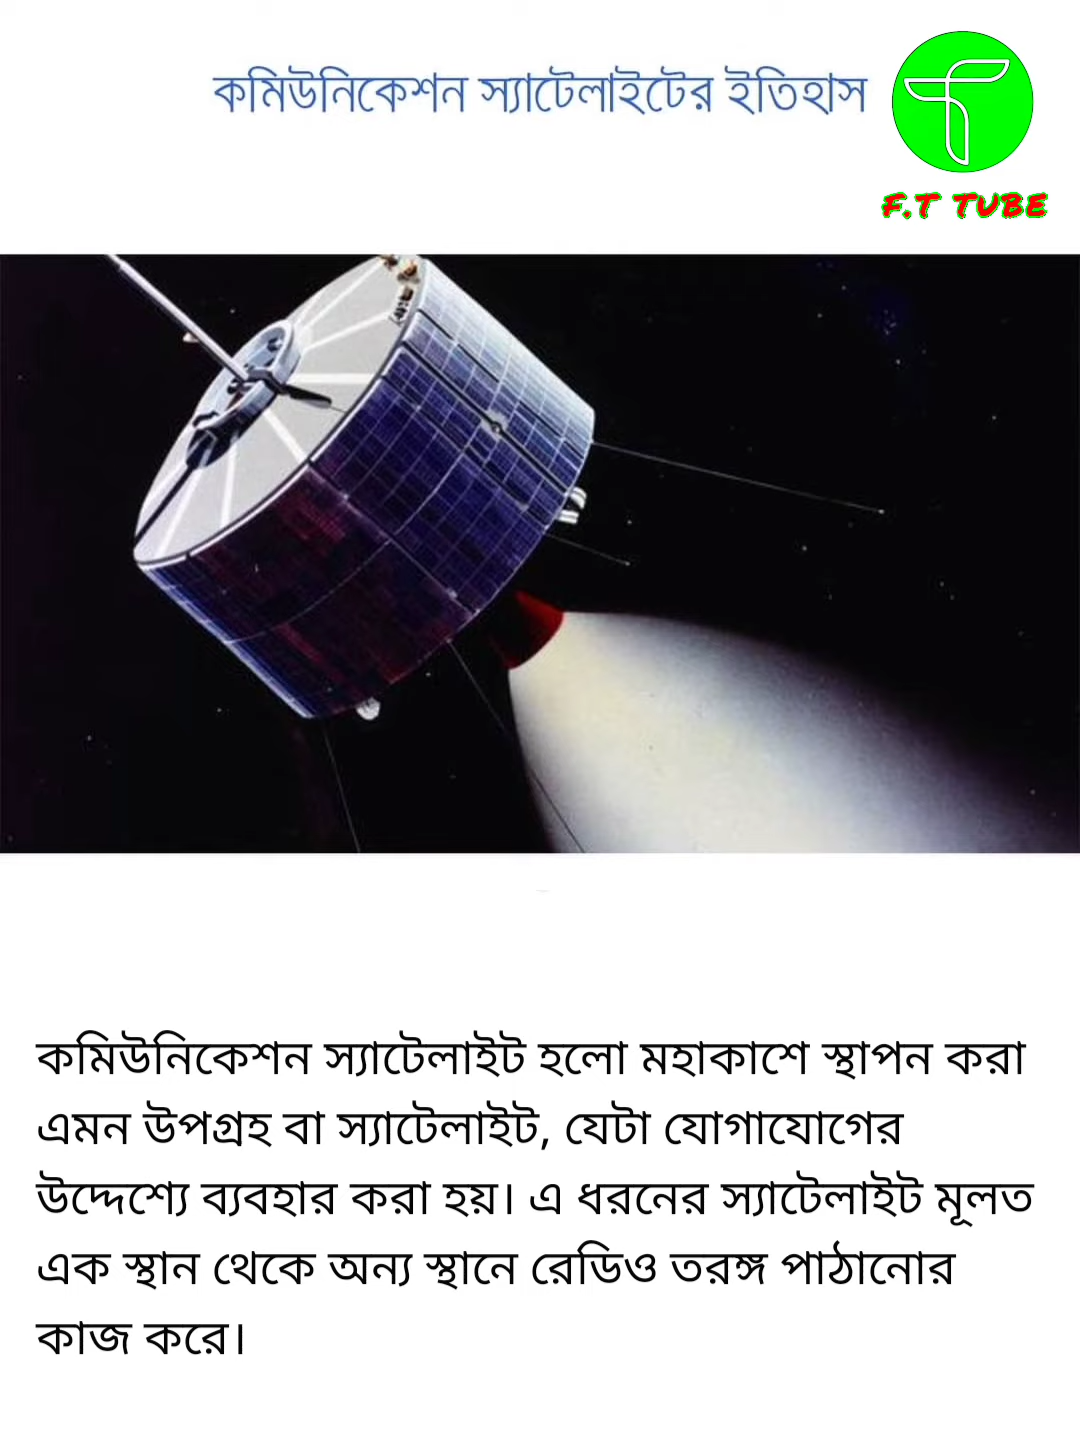 কমিউনিকেশন স্যাটেলাইটের ইতিহাস
F.T TUBE
কমিউনিকেশন স্যাটেলাইট হলো মহাকাশে স্থাপন করা
এমন উপগ্রহ বা স্যাটেলাইট, যেটা যোগাযোগের
উদ্দেশ্যে ব্যবহার করা হয়। এ ধরনের স্যাটেলাইট মূলত
এক স্থান থেকে অন্য স্থানে রেডিও তরঙ্গ পাঠানোর
কাজ করে।